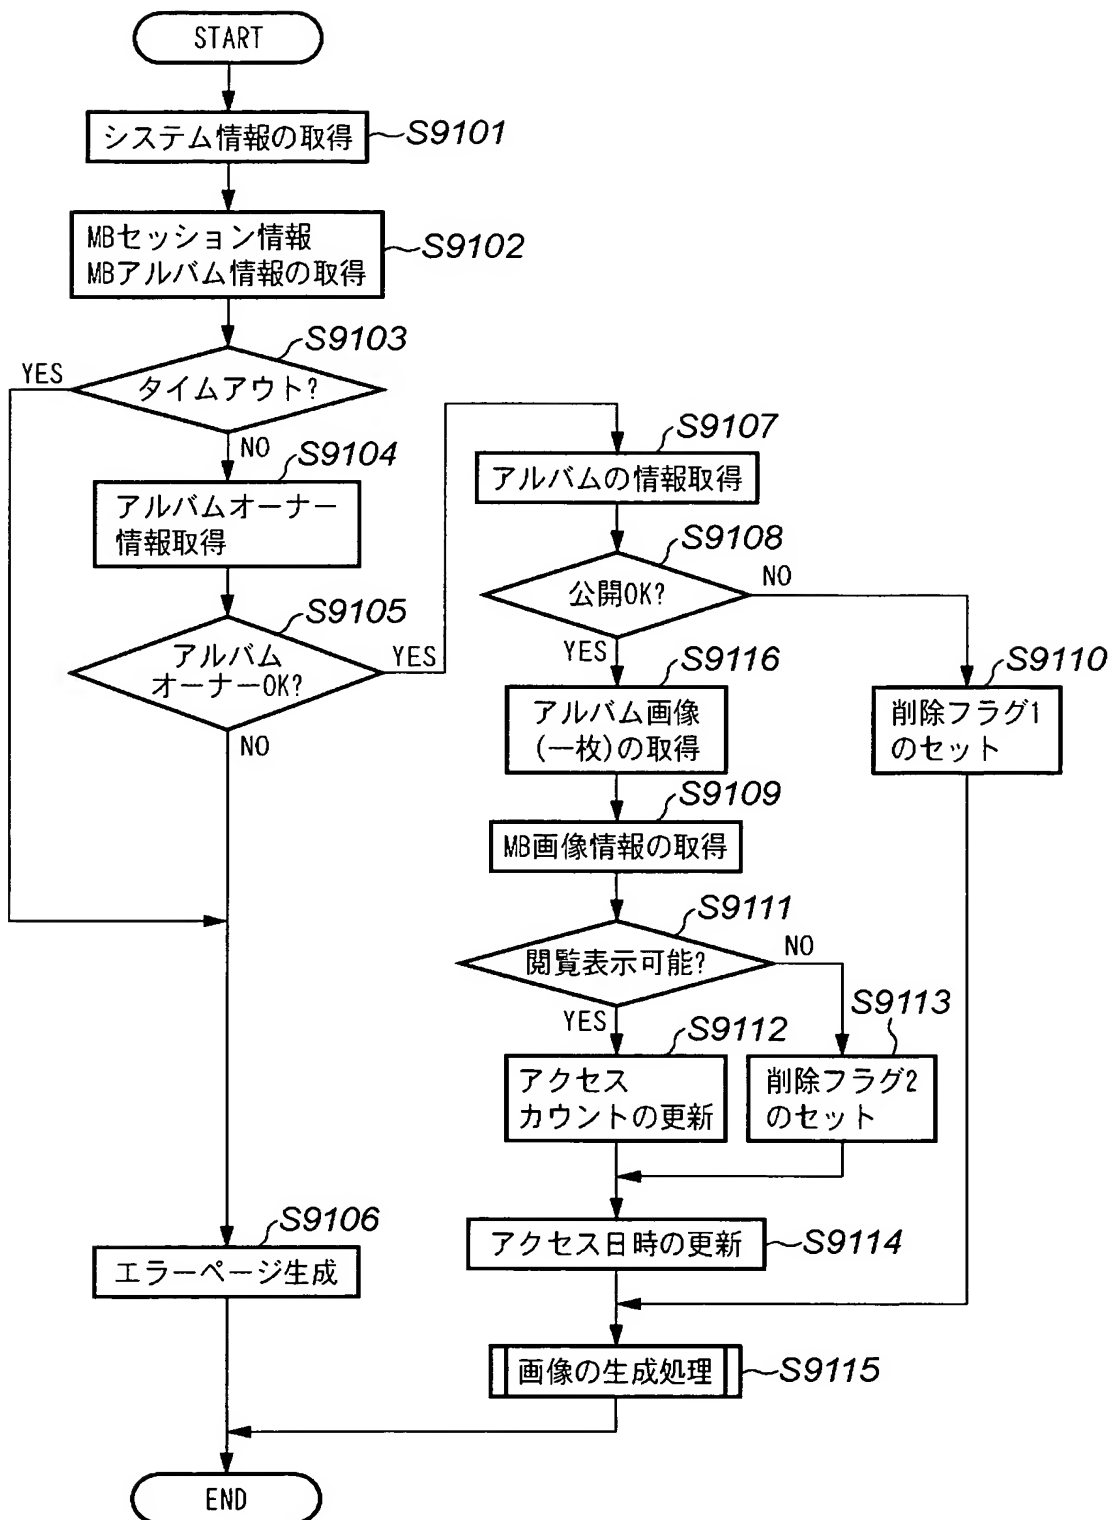 START
システム情報の取得
S9101
MBセッション情報
MBアルバム情報の取得
S9102
S9103
YES
タイムアウト?
NO
S9104
アルバムオーナー
情報取得
S9105
アルバム
オーナーOK?
YES
NO
S9107
アルバムの情報取得
S9108
公開OK?
NO
YES
S9116
アルバム画像
(一枚)の取得
S9110
削除フラグ1
のセット
S9109
MB画像情報の取得
S9111
閲覧表示可能?
NO
YES
S9112
アクセス
カウントの更新
S9113
削除フラグ2
のセット
アクセス日時の更新
S9114
S9106
エラーページ生成
画像の生成処理
S9115
END